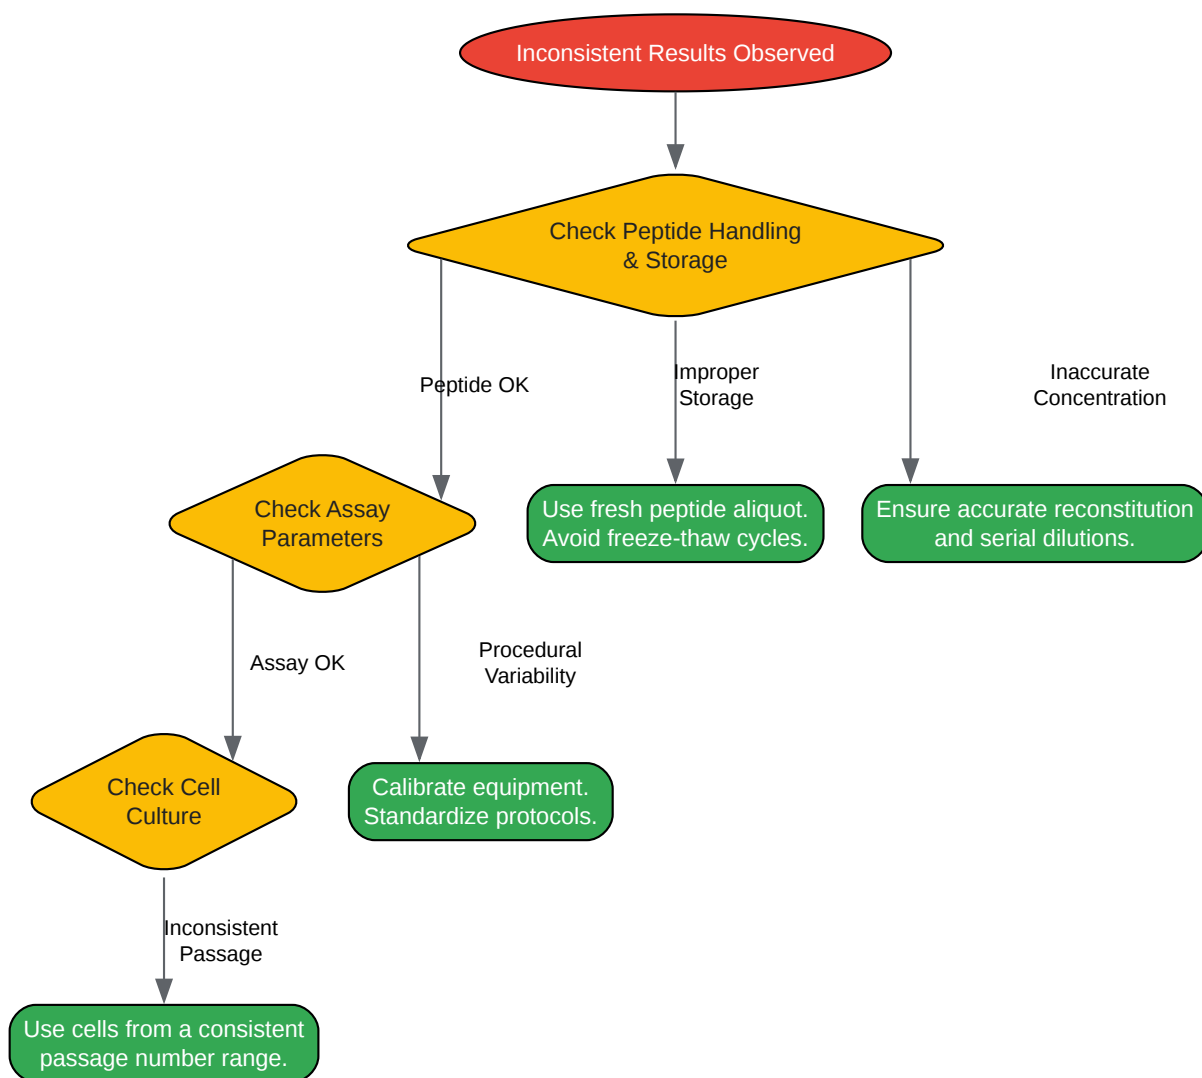 Inconsistent Results Observed
Check Peptide Handling
& Storage
Peptide OK
Improper
Storage
Inaccurate
Concentration
Check Assay
Parameters
Use fresh peptide aliquot.
Avoid freeze-thaw cycles.
Ensure accurate reconstitution
and serial dilutions.
Assay OK
Procedural
Variability
Check Cell
Culture
Calibrate equipment.
Standardize protocols.
Inconsistent
Passage
Use cells from a consistent
passage number range.